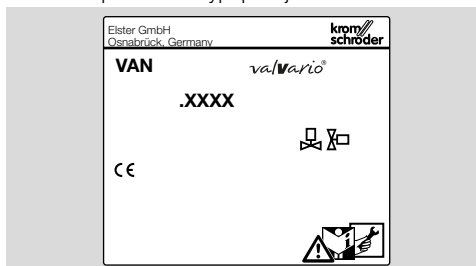 Elster GmbH
Osnabrück, Germany
krom//
schroder
VAN
valvario®
.XXXX
CE
i